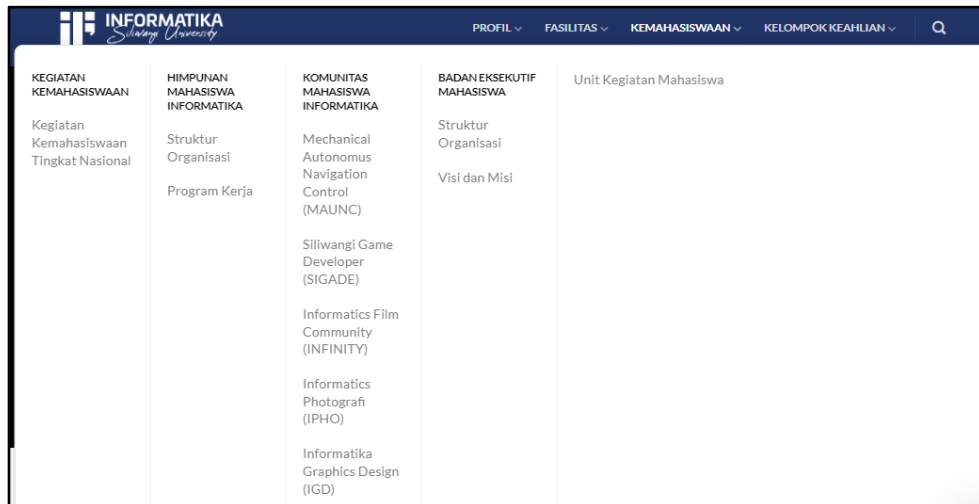 INFORMATIKA
Siliwangi University
PROFIL FASILITAS KEMAHASISWAAN KELOMPOK KEAHLIAN
KEGIATAN
KEMAHASISWAAN
Kegiatan
Kemahasiswaan
Tingkat Nasional
HIMPUNAN
MAHASISWA
INFORMATIKA
Struktur
Organisasi
Program Kerja
KOMUNITAS
MAHASISWA
INFORMATIKA
Mechanical
Autonomus
Navigation
Control
(MAUNC)
Siliwangi Game
Developer
(SIGADE)
Informatics Film
Community
(INFINITY)
Informatics
Photografi
(IPHO)
Informatika
Graphics Design
(IGD)
BADAN EKSEKUTIF
MAHASISWA
Struktur
Organisasi
Visi dan Misi
Unit Kegiatan Mahasiswa